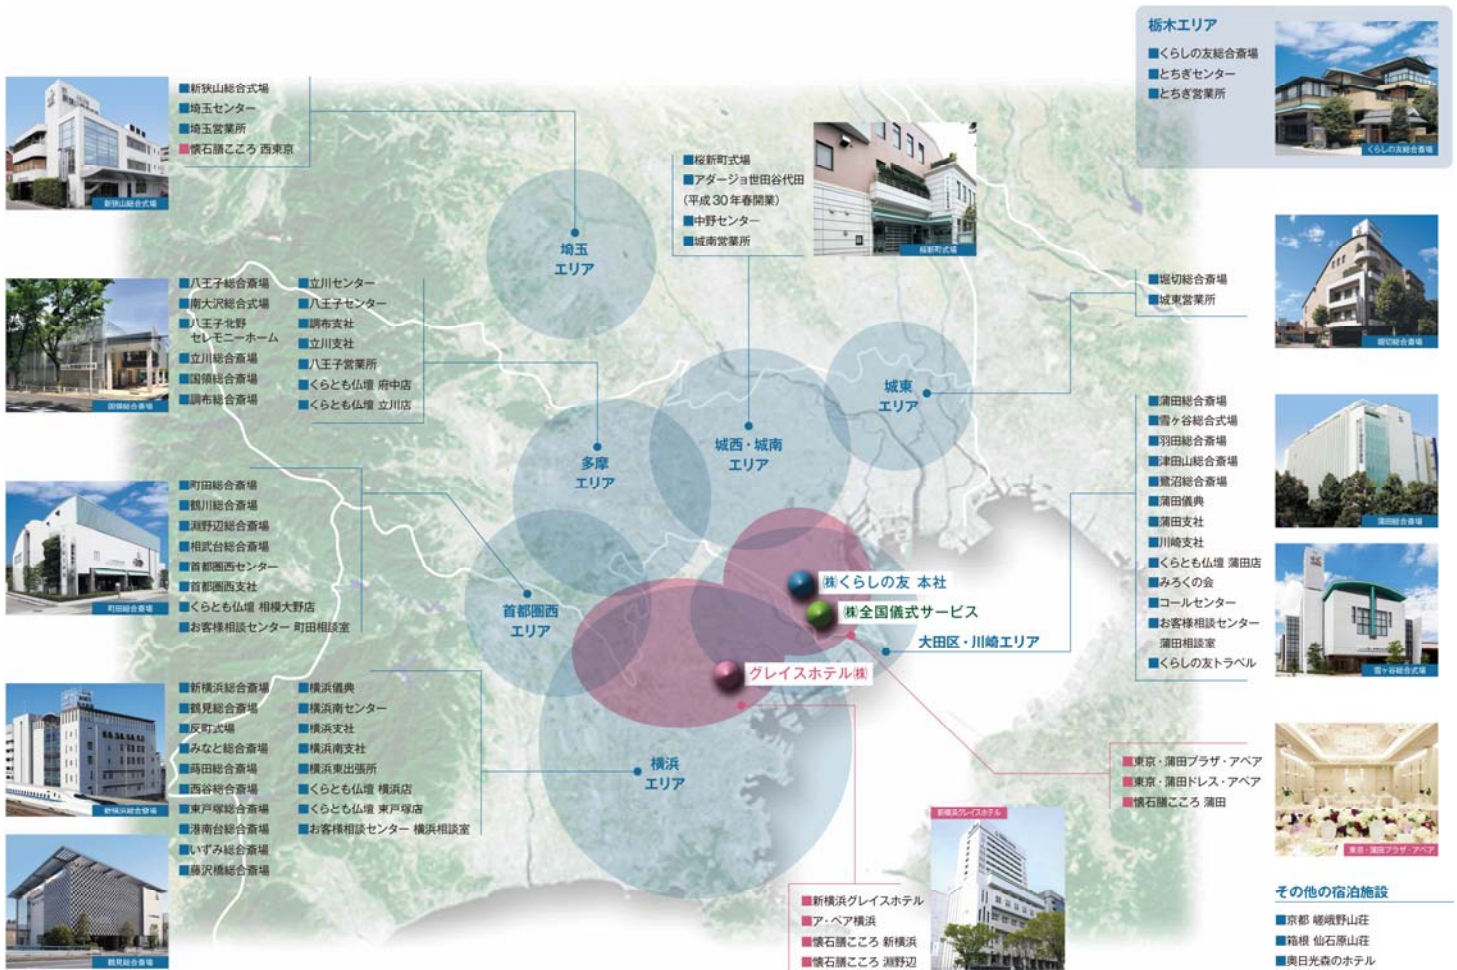 栃木エリア
■くらしの友総合斎場
■とちぎセンター
■とちぎ営業所
くらしの友総合斎場
■新狭山総合式場
■埼玉センター
■埼玉営業所
■懐石膳こころ 西東京
新狭山総合式場
■桜新町式場
■アダージョ世田谷代田
(平成30年春開業)
■中野センター
■城南営業所
桜新町式場
埼玉
エリア
■堀切総合斎場
■城東営業所
堀切総合斎場
■八王子総合斎場
■南大沢総合式場
■八王子北野
セレモニーホーム
■立川総合斎場
■国領総合斎場
■調布総合斎場
■立川センター
■八王子センター
■調布支社
■立川支社
■八王子営業所
■くらとも仏壇 府中店
■くらとも仏壇 立川店
国領総合斎場
城東
エリア
城西・城南
エリア
多摩
エリア
■蒲田総合斎場
■雪ヶ谷総合式場
■羽田総合斎場
■津田山総合斎場
■鷺沼総合斎場
■蒲田儀典
■蒲田支社
■川崎支社
■くらとも仏壇 蒲田店
■みろくの会
■コールセンター
■お客様相談センター
蒲田相談室
■くらしの友トラベル
蒲田総合斎場
雪ヶ谷総合式場
■町田総合斎場
■鶴川総合斎場
■淵野辺総合斎場
■相武台総合斎場
■首都圏西センター
■首都圏西支社
■くらとも仏壇 相模大野店
■お客様相談センター 町田相談室
町田総合斎場
首都圏西
エリア
㈱くらしの友 本社
㈱全国儀式サービス
大田区・川崎エリア
グレイスホテル㈱
■新横浜総合斎場
■鶴見総合斎場
■反町式場
■みなと総合斎場
■蒔田総合斎場
■西谷総合斎場
■東戸塚総合斎場
■港南台総合斎場
■いずみ総合斎場
■藤沢橋総合斎場
■横浜儀典
■横浜南センター
■横浜支社
■横浜南支社
■横浜東出張所
■くらとも仏壇 横浜店
■くらとも仏壇 東戸塚店
■お客様相談センター 横浜相談室
新横浜総合斎場
鶴見総合斎場
横浜
エリア
■東京・蒲田プラザ・アペア
■東京・蒲田ドレス・アペア
■懐石膳こころ 蒲田
東京・蒲田プラザ・アペア
新横浜グレイスホテル
■新横浜グレイスホテル
■ア・ペア横浜
■懐石膳こころ 新横浜
■懐石膳こころ 淵野辺
その他の宿泊施設
■京都 嵯峨野山荘
■箱根 仙石原山荘
■奥日光森のホテル